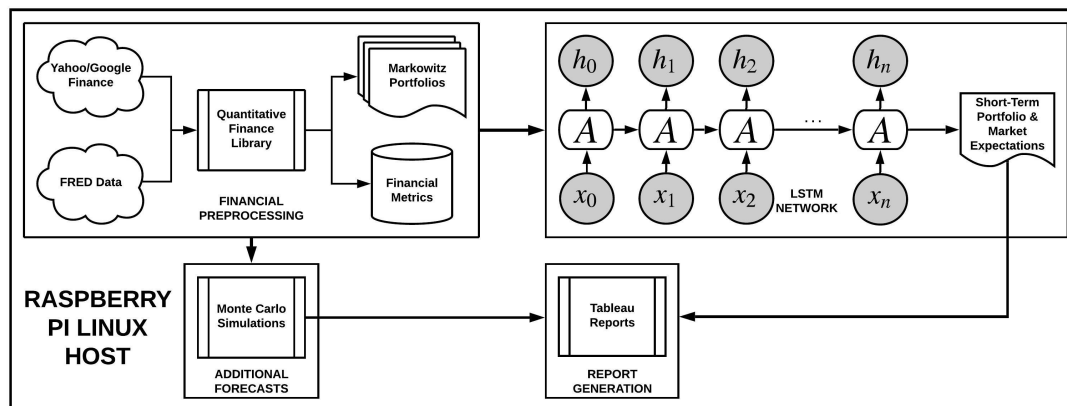 Yahoo/Google
Finance
FRED Data
Quantitative
Finance
Library
Markowitz
Portfolios
Financial
Metrics
FINANCIAL
PREPROCESSING
h0
h1
h2
hn
A
A
A
...
A
x0
x1
x2
xn
LSTM
NETWORK
Short-Term
Portfolio &
Market
Expectations
RASPBERRY
PI LINUX
HOST
Monte Carlo
Simulations
ADDITIONAL
FORECASTS
Tableau
Reports
REPORT
GENERATION